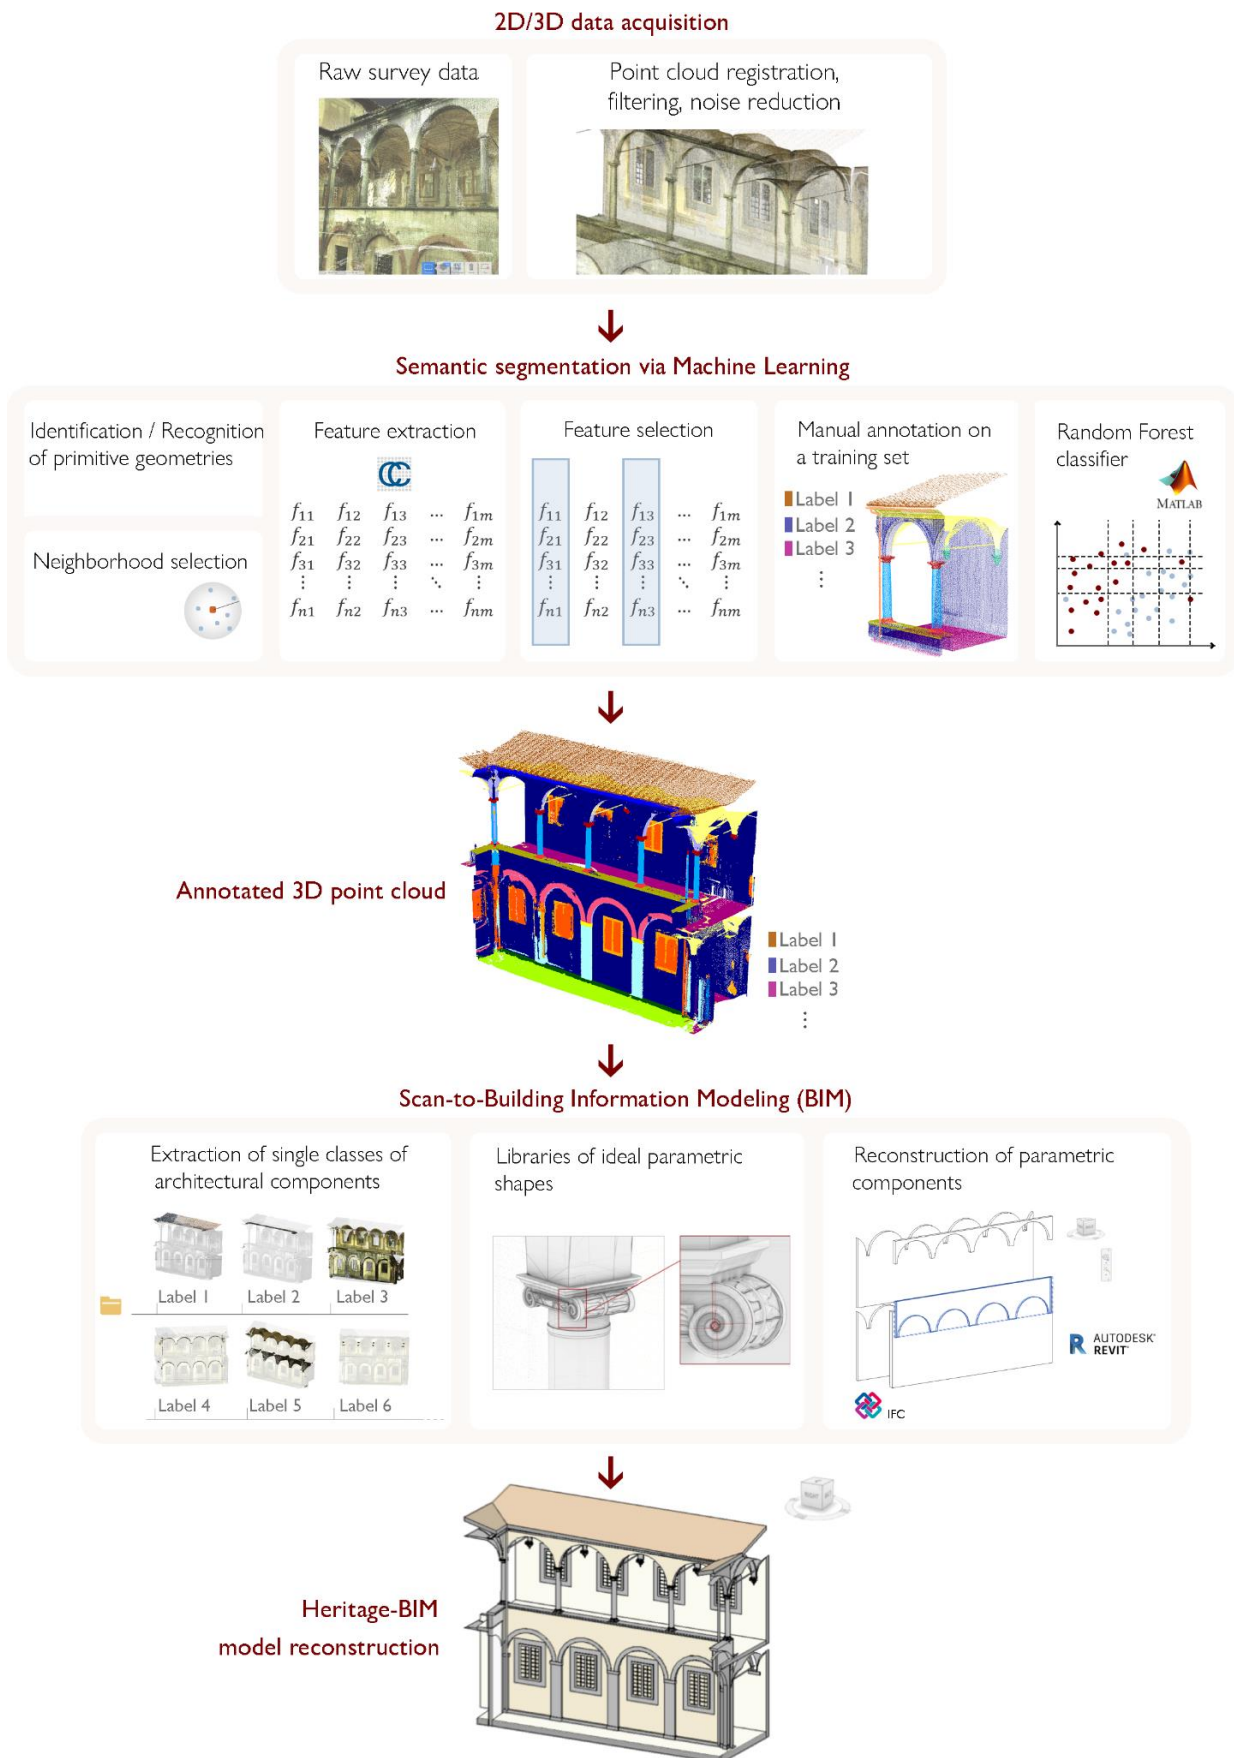 2D/3D data acquisition
Raw survey data
Point cloud registration,
filtering, noise reduction
Semantic segmentation via Machine Learning
Identification / Recognition
of primitive geometries
Neighborhood selection
Feature extraction
f11 f12 f13 ... f1m
f21 f22 f23 ... f2m
f31 f32 f33 ... f3m
⋮ ⋮ ⋮ ⋱ ⋮
fn1 fn2 fn3 ... fnm
Feature selection
f11 f12 f13 ... f1m
f21 f22 f23 ... f2m
f31 f32 f33 ... f3m
⋮ ⋮ ⋮ ⋱ ⋮
fn1 fn2 fn3 ... fnm
Manual annotation on
a training set
Label 1
Label 2
Label 3
⋮
Random Forest
classifier
MATLAB
Annotated 3D point cloud
Label 1
Label 2
Label 3
⋮
Scan-to-Building Information Modeling (BIM)
Extraction of single classes of
architectural components
Label 1 Label 2 Label 3
Label 4 Label 5 Label 6
Libraries of ideal parametric
shapes
Reconstruction of parametric
components
R AUTODESK®
REVIT®
IFC
Heritage-BIM
model reconstruction